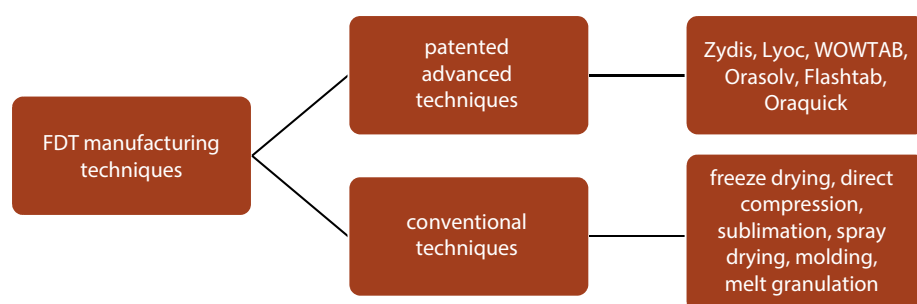 FDT manufacturing
techniques
patented
advanced
techniques
Zydis, Lyoc, WOWTAB,
Orasolv, Flashtab,
Oraquick
conventional
techniques
freeze drying, direct
compression,
sublimation, spray
drying, molding,
melt granulation